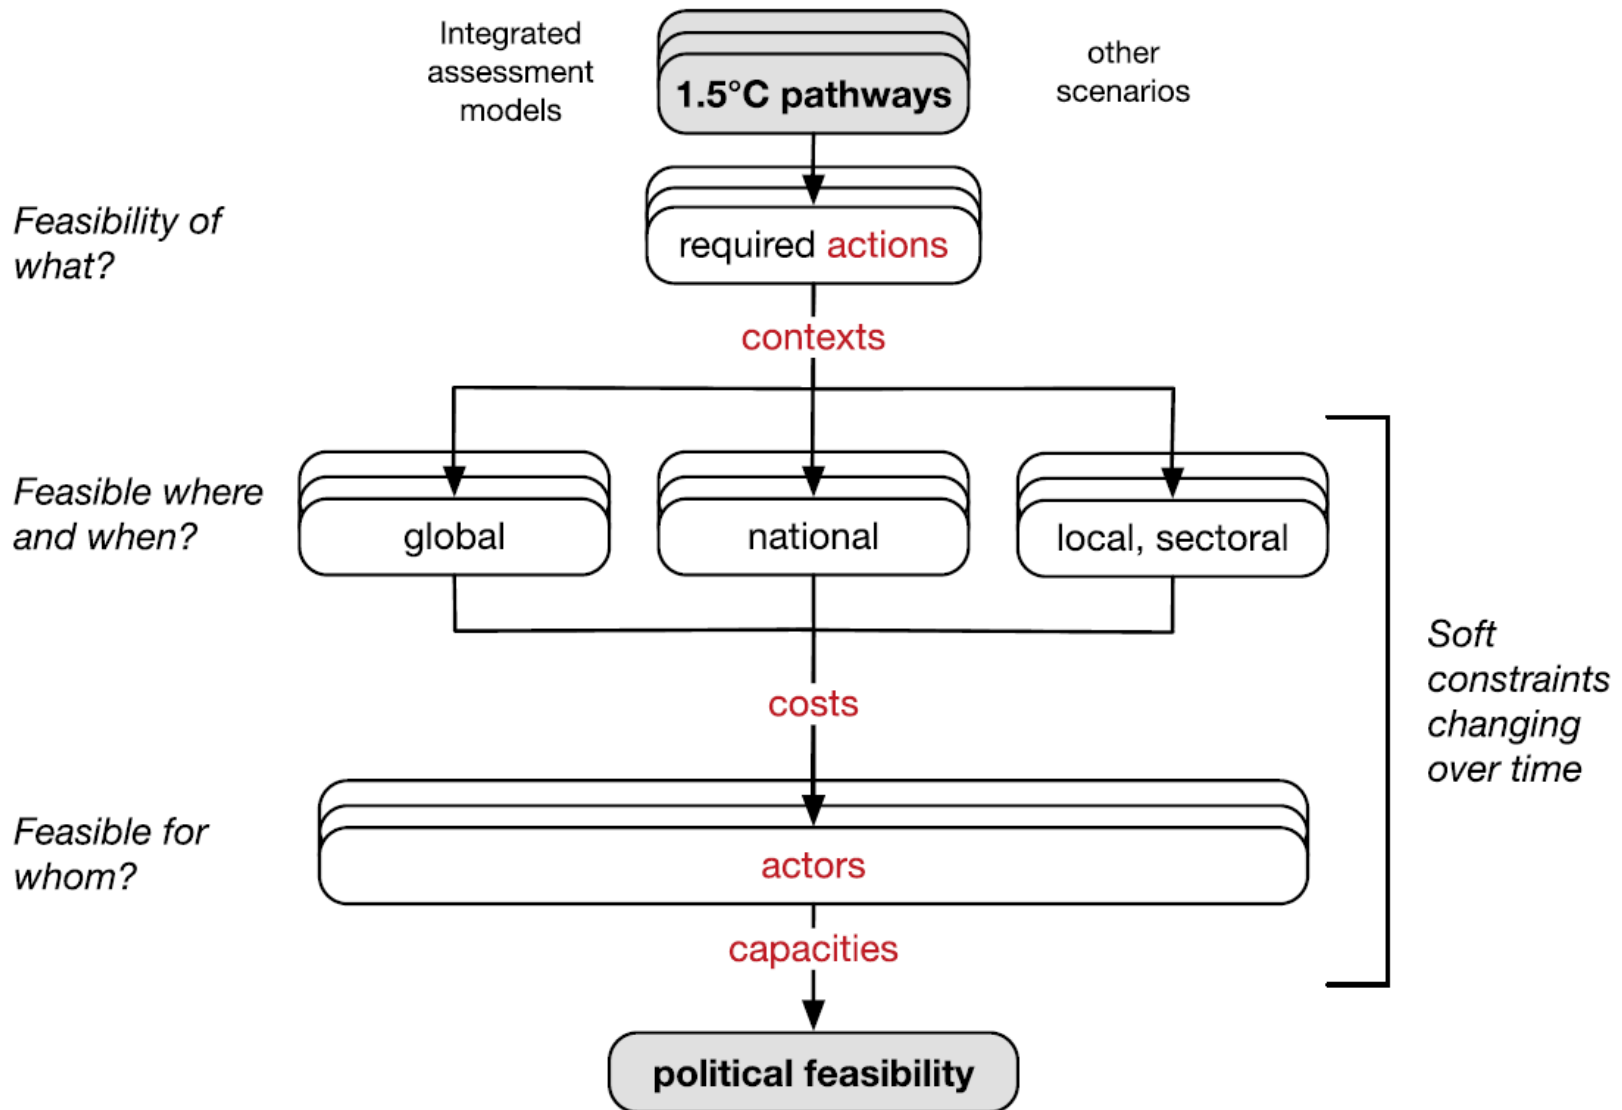 Integrated
assessment
models
1.5°C pathways
other
scenarios
Feasibility of
what?
required actions
contexts
Feasible where
and when?
global
national
local, sectoral
Soft
constraints
changing
over time
costs
Feasible for
whom?
actors
capacities
political feasibility